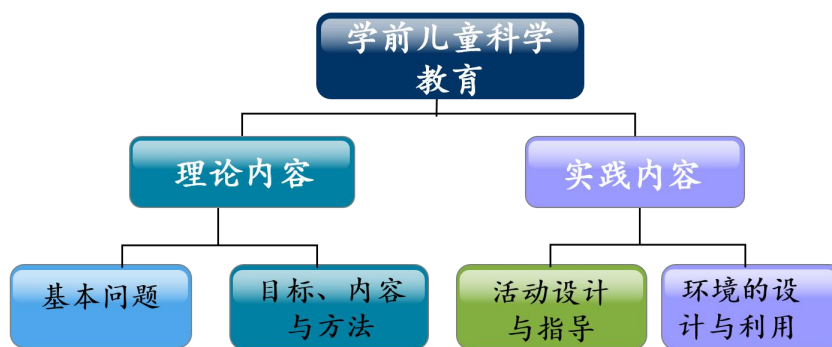 学前儿童科学
教育
理论内容
实践内容
基本问题
目标、内容
与方法
活动设计
与指导
环境的设
计与利用